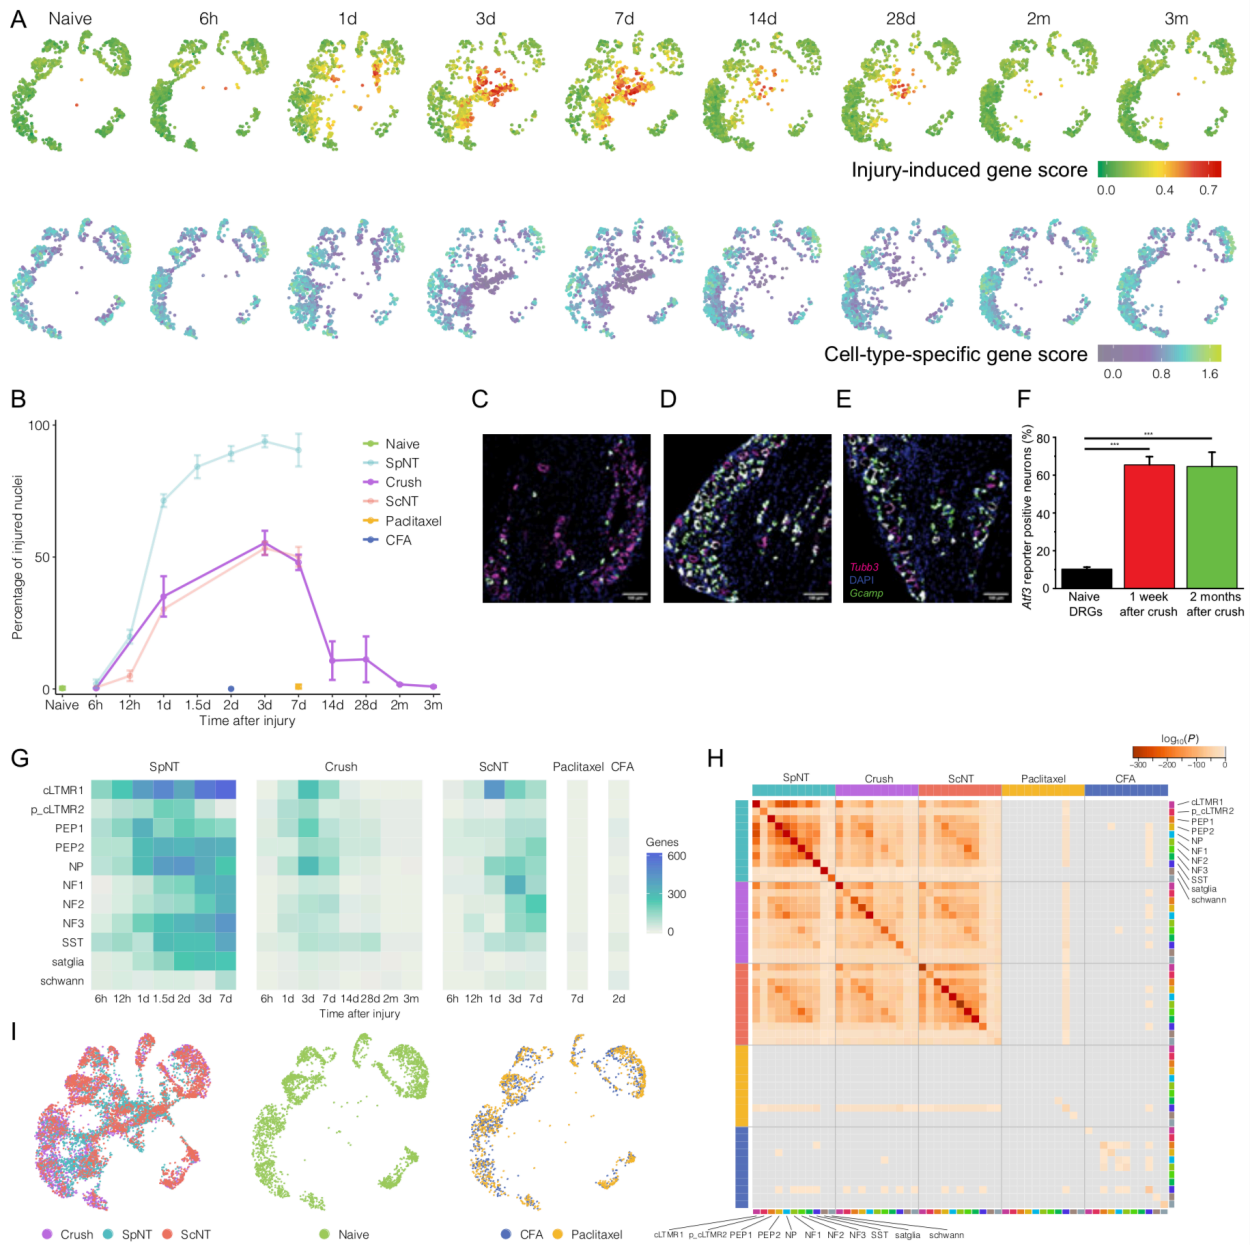 A
Naive 6h 1d 3d 7d 14d 28d 2m 3m
Injury-induced gene score
0.0 0.4 0.7
Cell-type-specific gene score
0.0 0.8 1.6
B
100
50
0
Percentage of injured nuclei
Naive 6h 12h 1d 1.5d 2d 3d 7d 14d 28d 2m 3m
Time after injury
Naive
SpNT
Crush
ScNT
Paclitaxel
CFA
C
D
E
Tubb3
DAPI
Gcamp
F
Atf3 reporter positive neurons (%)
80
60
40
20
0
***
***
Naive DRGs
1 week after crush
2 months after crush
G
SpNT Crush ScNT Paclitaxel CFA
cLTMR1
p_cLTMR2
PEP1
PEP2
NP
NF1
NF2
NF3
SST
satglia
schwann
6h 12h 1d 1.5d 2d 3d 7d
6h 1d 3d 7d 14d 28d 2m 3m
6h 12h 1d 3d 7d
7d
2d
Time after injury
Genes
600
300
0
H
log10(P)
−300 −200 −100 0
SpNT Crush ScNT Paclitaxel CFA
cLTMR1
p_cLTMR2
PEP1
PEP2
NP
NF1
NF2
NF3
SST
satglia
schwann
cLTMR1 p_cLTMR2 PEP1 PEP2 NP NF1 NF2 NF3 SST satglia schwann
I
Crush SpNT ScNT
Naive
CFA Paclitaxel